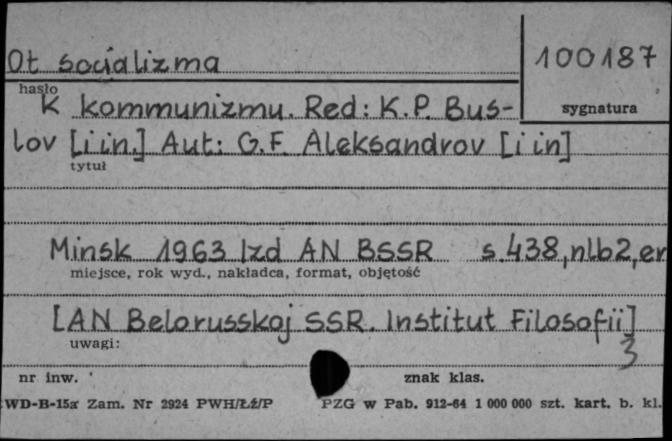 Ot socializma
100187
hasło
sygnatura
K kommunizmu. Red: K.P. Bus-
lov [i in.] Aut: G.F. Aleksandrov [i in]
tytuł
Minsk 1963 Izd AN BSSR s.438,nlb2,er
miejsce, rok wyd., nakładca, format, objętość
[AN Belorusskoj SSR. Institut Filosofii]
uwagi:
3
nr inw.
znak klas.
WD-B-15a Zam. Nr 2924 PWH/Łż/P PZG w Pab. 912-64 1 000 000 szt. kart. b. kl.